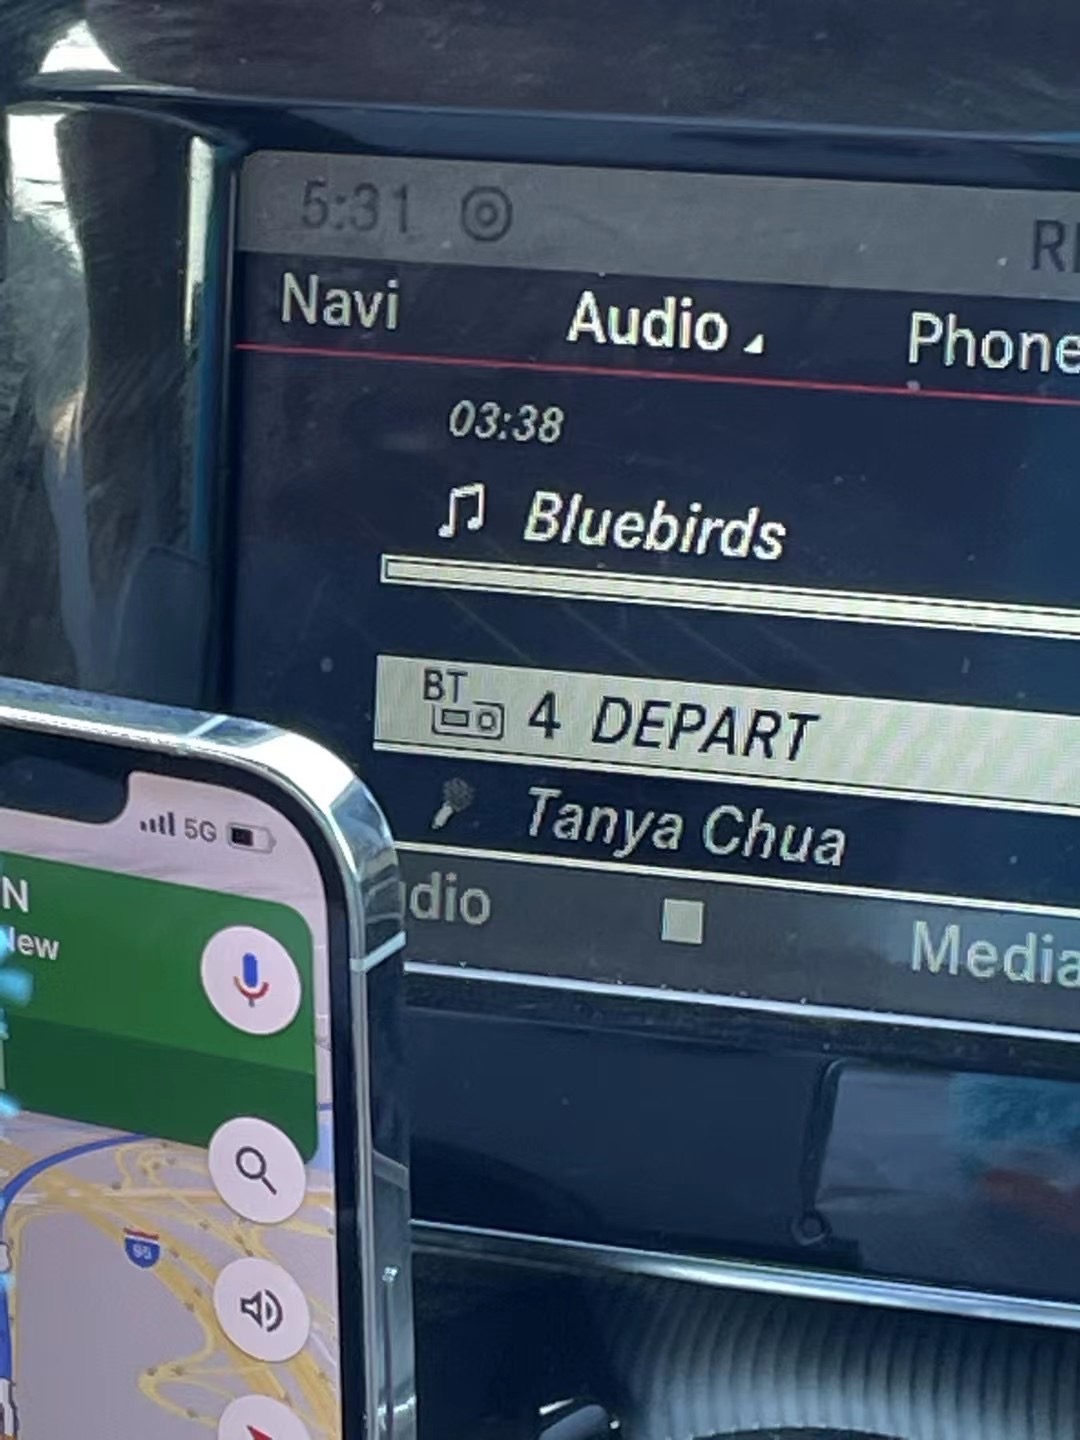 5:31
Navi Audio Phone
03:38
Bluebirds
BT 4 DEPART
Tanya Chua
dio Media
5G
N
New
95